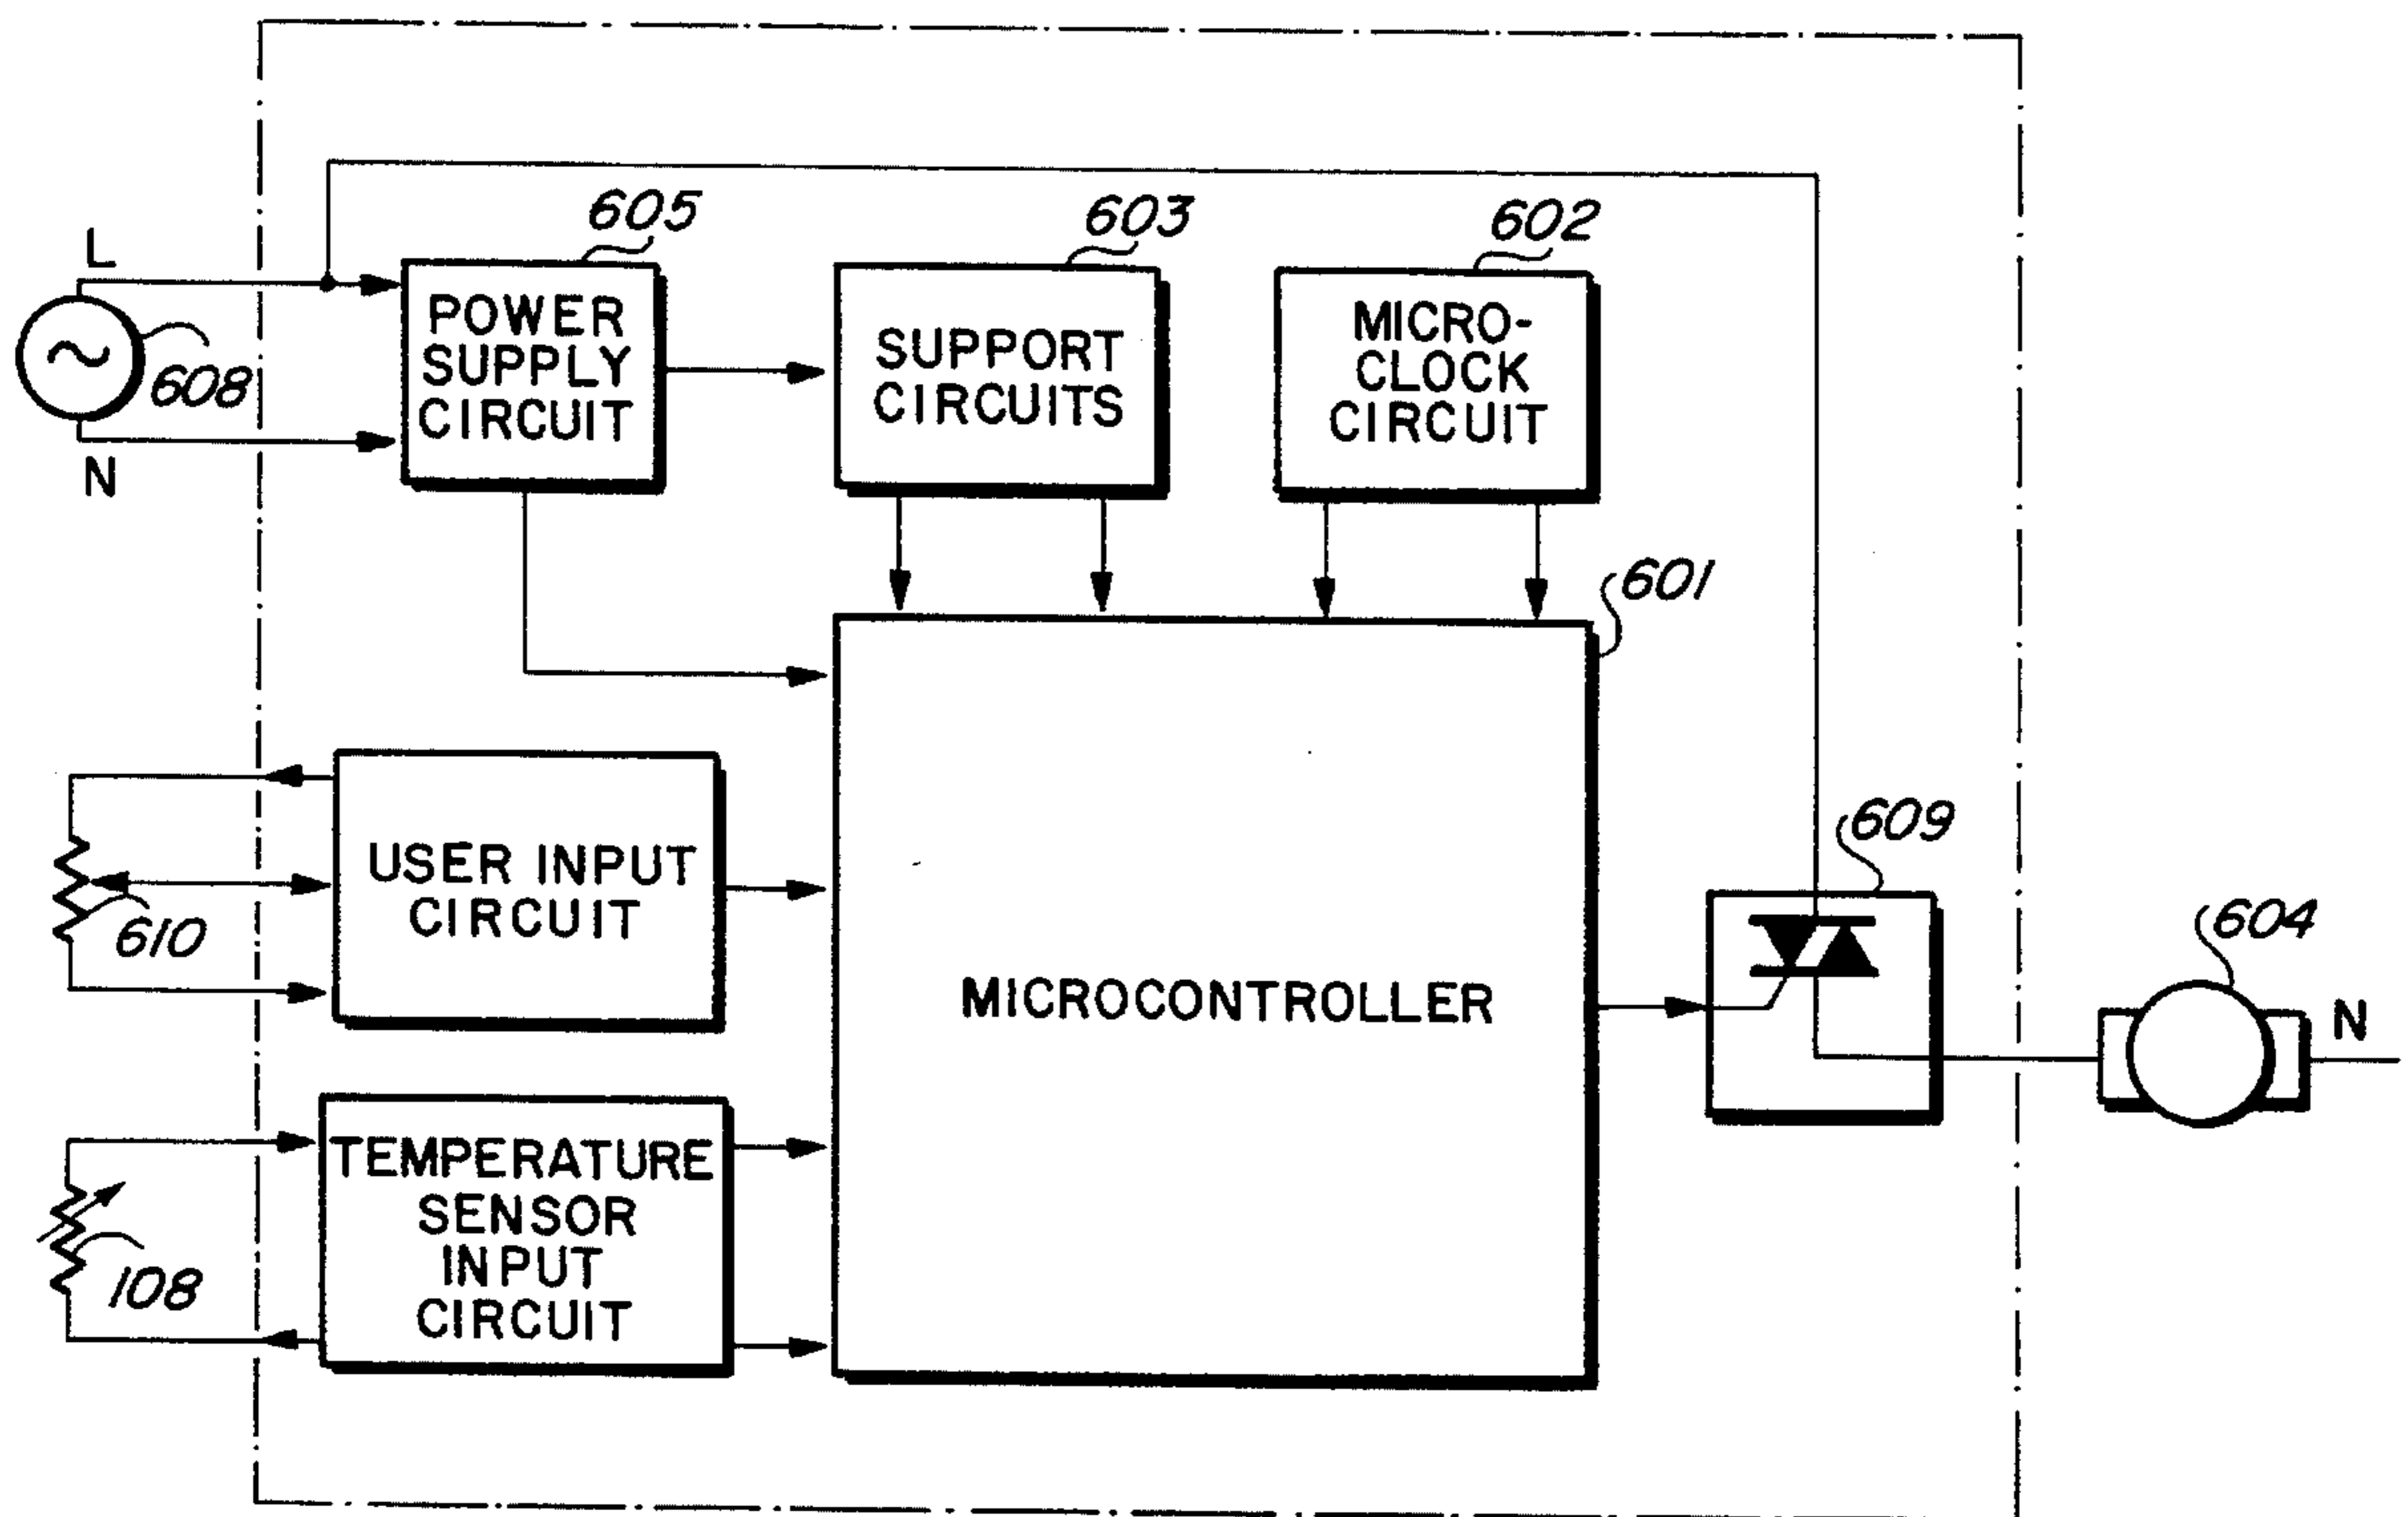 605
603
602
L
POWER
SUPPLY
CIRCUIT
SUPPORT
CIRCUITS
MICRO-
CLOCK
CIRCUIT
608
N
601
USER INPUT
CIRCUIT
610
609
604
MICROCONTROLLER
N
TEMPERATURE
SENSOR
INPUT
CIRCUIT
108